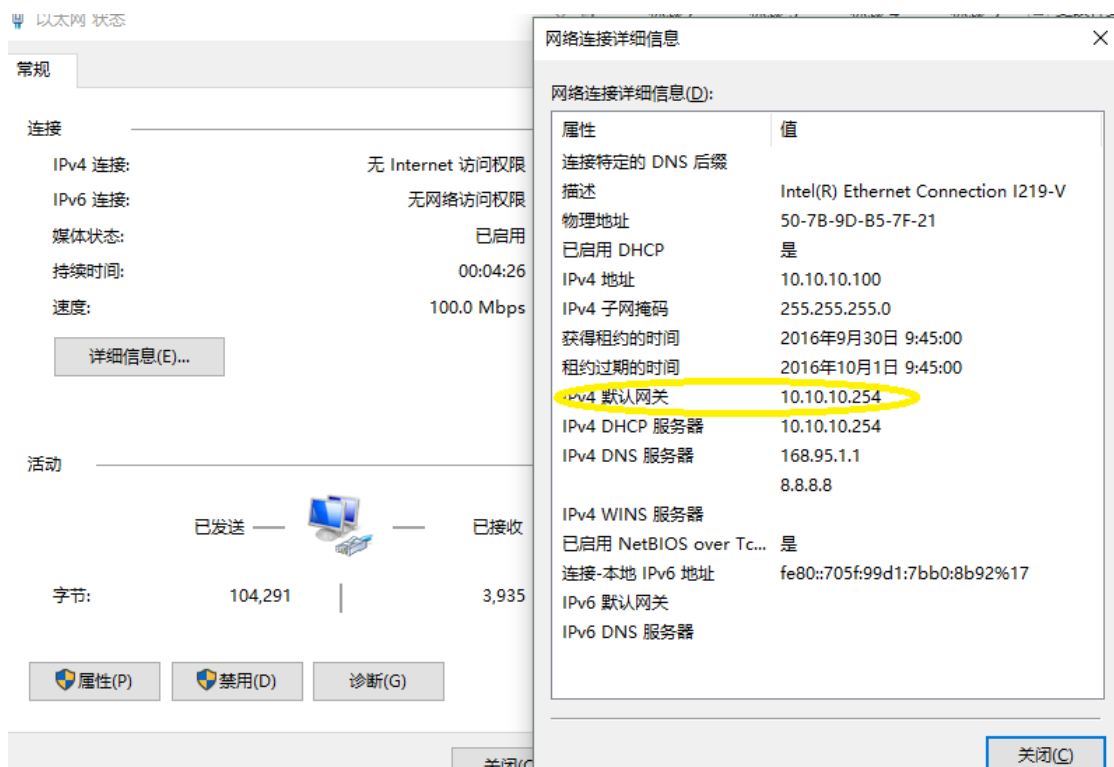 以太网 状态
常规
连接
IPv4 连接: 无 Internet 访问权限
IPv6 连接: 无网络访问权限
媒体状态: 已启用
持续时间: 00:04:26
速度: 100.0 Mbps
详细信息(E)...
活动
已发送 — — 已接收
字节: 104,291 3,935
属性(P) 禁用(D) 诊断(G)
网络连接详细信息
网络连接详细信息(D):
属性 值
连接特定的 DNS 后缀
描述 Intel(R) Ethernet Connection I219-V
物理地址 50-7B-9D-B5-7F-21
已启用 DHCP 是
IPv4 地址 10.10.10.100
IPv4 子网掩码 255.255.255.0
获得租约的时间 2016年9月30日 9:45:00
租约过期的时间 2016年10月1日 9:45:00
IPv4 默认网关 10.10.10.254
IPv4 DHCP 服务器 10.10.10.254
IPv4 DNS 服务器 168.95.1.1
8.8.8.8
IPv4 WINS 服务器
已启用 NetBIOS over Tc... 是
连接-本地 IPv6 地址 fe80::705f:99d1:7bb0:8b92%17
IPv6 默认网关
IPv6 DNS 服务器
关闭(C)